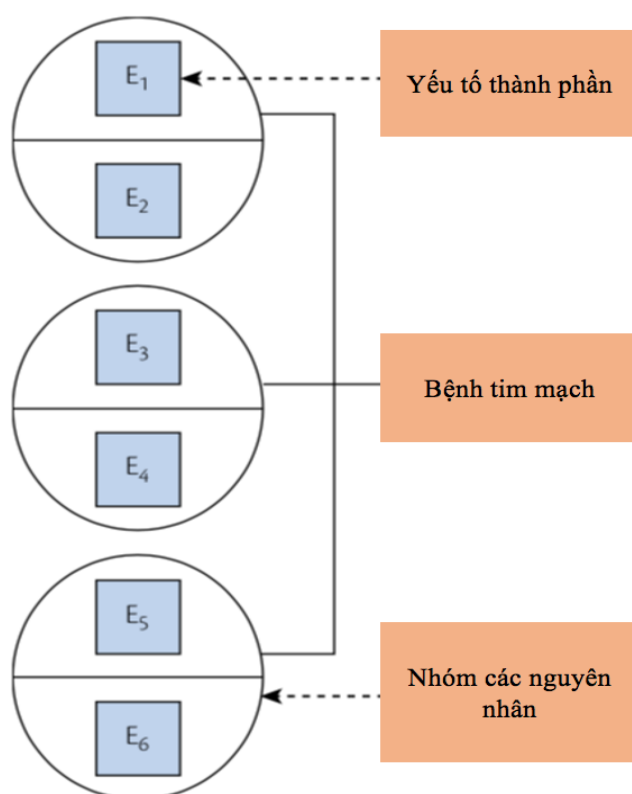 E1
Yếu tố thành phần
E2
E3
Bệnh tim mạch
E4
E5
Nhóm các nguyên
nhân
E6